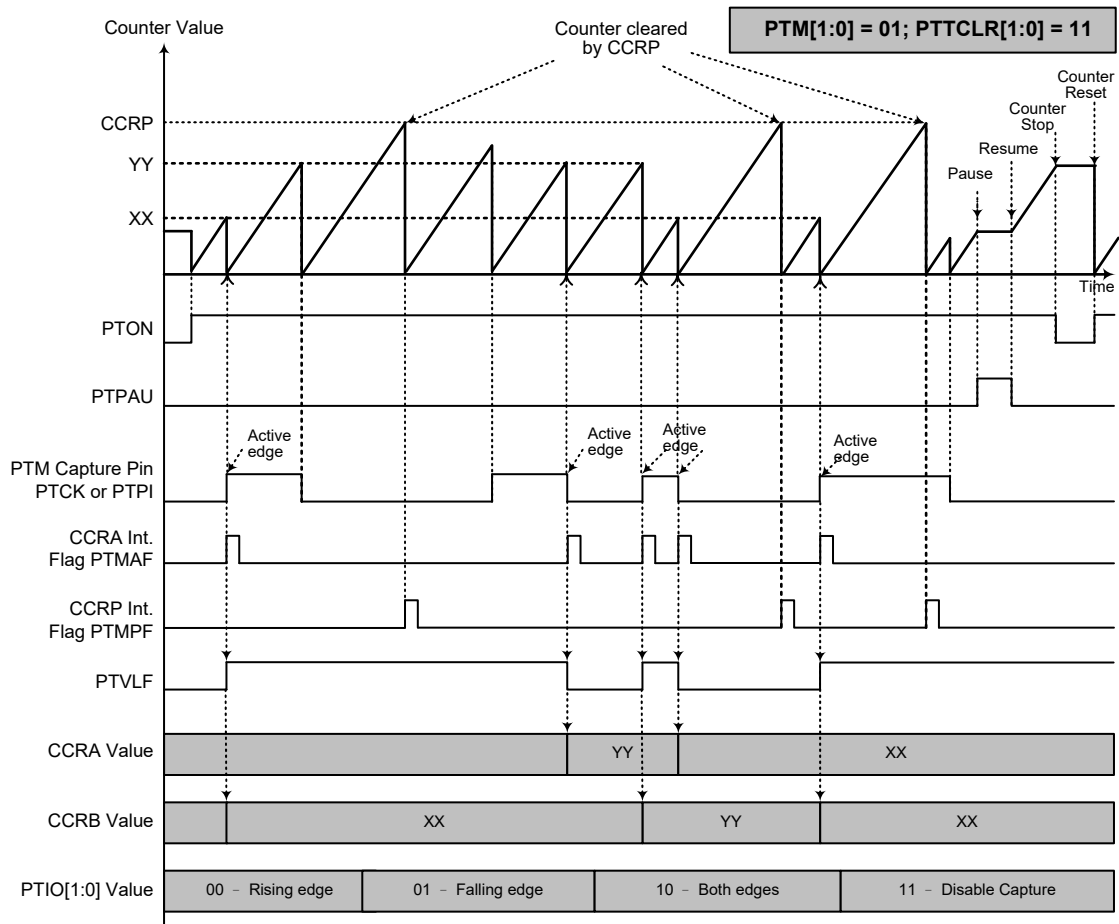 Counter Value
Counter cleared
by CCRP
PTM[1:0] = 01; PTTCLR[1:0] = 11
CCRP
YY
XX
Pause
Resume
Counter
Stop
Counter
Reset
Time
PTON
PTPAU
PTM Capture Pin
PTCK or PTPI
Active
edge
Active
edge
Active
edge
Active
edge
CCRA Int.
Flag PTMAF
CCRP Int.
Flag PTMPF
PTVLF
CCRA Value
YY
XX
CCRB Value
XX
YY
XX
PTIO[1:0] Value
00 – Rising edge
01 – Falling edge
10 – Both edges
11 – Disable Capture